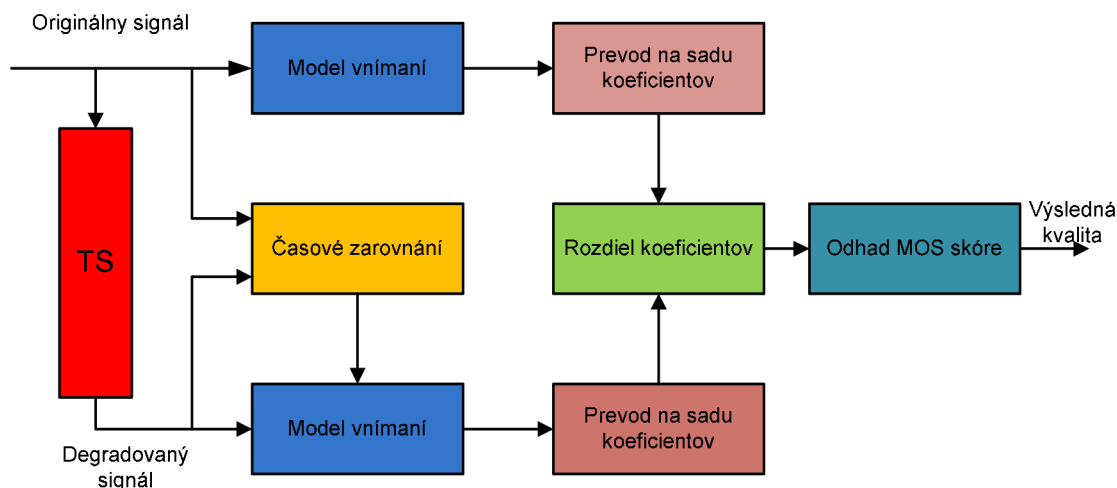 Originálny signál
Model vnímaní
Prevod na sadu
koeficientov
TS
Časové zarovnání
Rozdiel koeficientov
Odhad MOS skóre
Výsledná
kvalita
Degradovaný
signál
Model vnímaní
Prevod na sadu
koeficientov